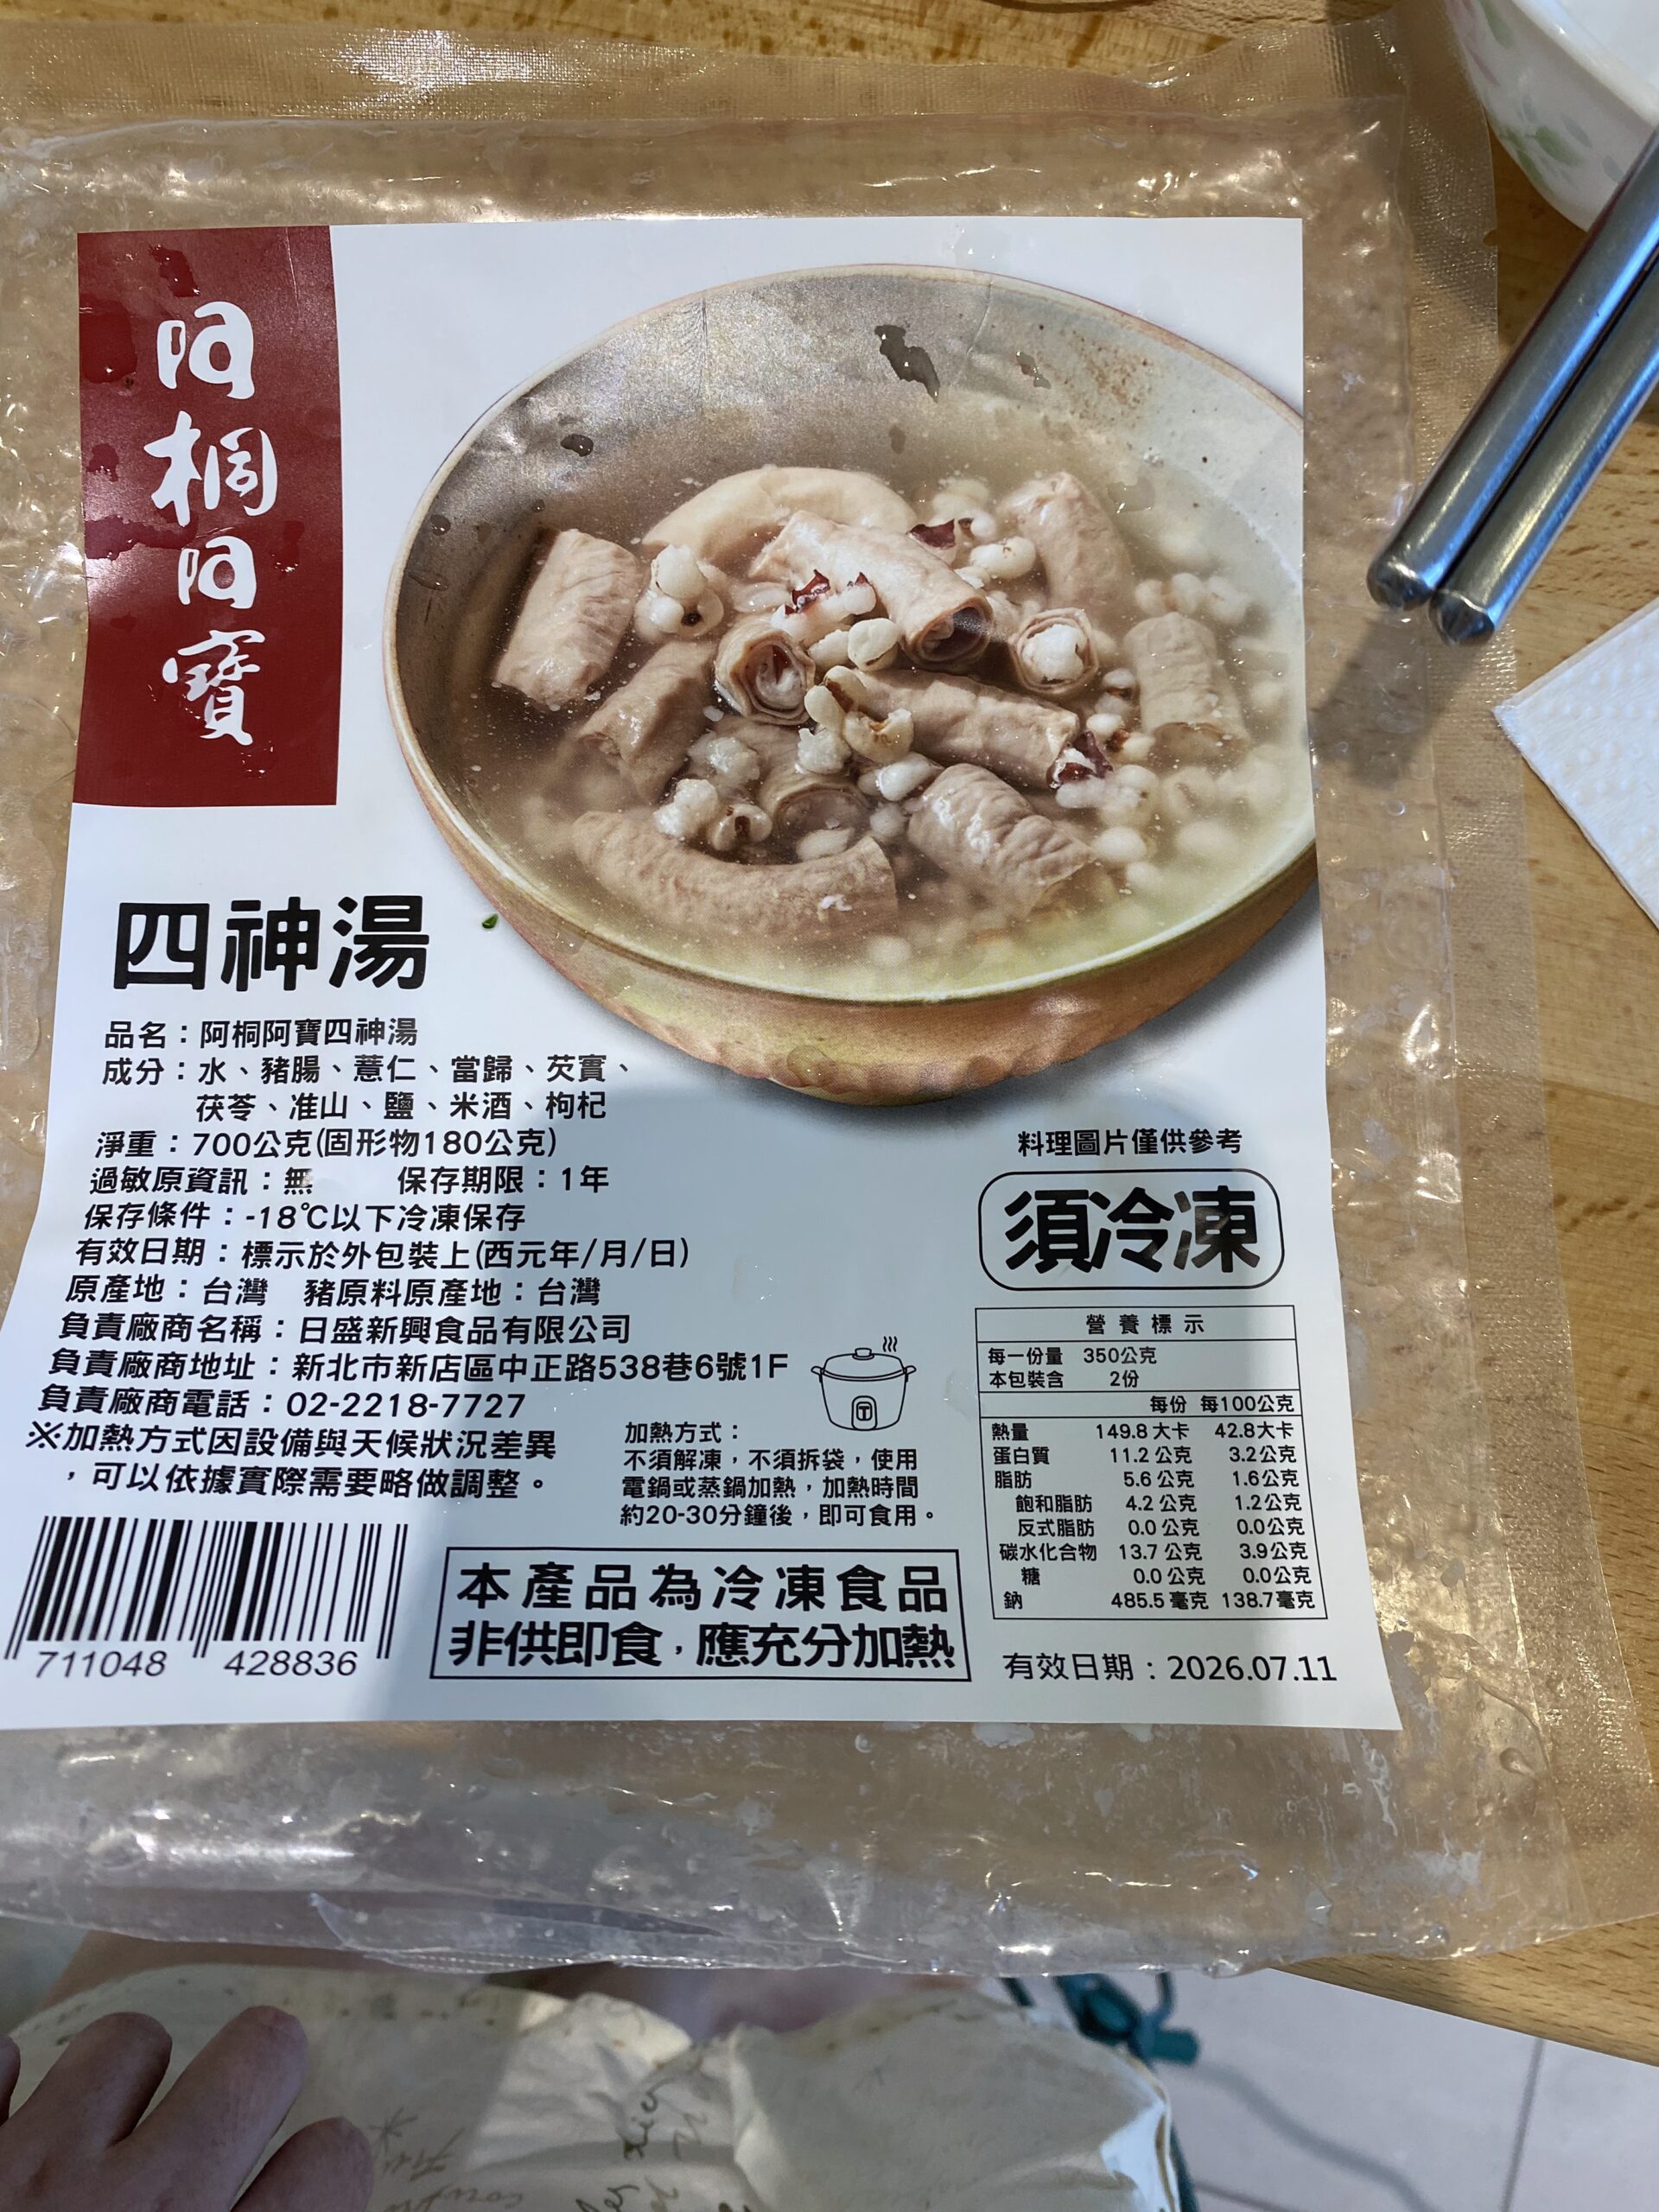 阿桐阿寶
四神湯
品名：阿桐阿寶四神湯
成分：水、豬腸、薏仁、當歸、芡實、
茯苓、准山、鹽、米酒、枸杞
淨重：700公克(固形物180公克)
過敏原資訊：無　保存期限：1年
保存條件：-18℃以下冷凍保存
有效日期：標示於外包裝上(西元年/月/日)
原產地：台灣　豬原料原產地：台灣
負責廠商名稱：日盛新興食品有限公司
負責廠商地址：新北市新店區中正路538巷6號1F
負責廠商電話：02-2218-7727
※加熱方式因設備與天候狀況差異
，可以依據實際需要略做調整。
711048 428836
加熱方式：
不須解凍，不須拆袋，使用
電鍋或蒸鍋加熱，加熱時間
約20-30分鐘後，即可食用。
本產品為冷凍食品
非供即食，應充分加熱
料理圖片僅供參考
須冷凍
營養標示
每一份量 350公克
本包裝含 2份
每份 每100公克
熱量 149.8 大卡 42.8大卡
蛋白質 11.2 公克 3.2公克
脂肪 5.6 公克 1.6公克
飽和脂肪 4.2 公克 1.2公克
反式脂肪 0.0 公克 0.0公克
碳水化合物 13.7 公克 3.9公克
糖 0.0 公克 0.0公克
鈉 485.5 毫克 138.7毫克
有效日期：2026.07.11